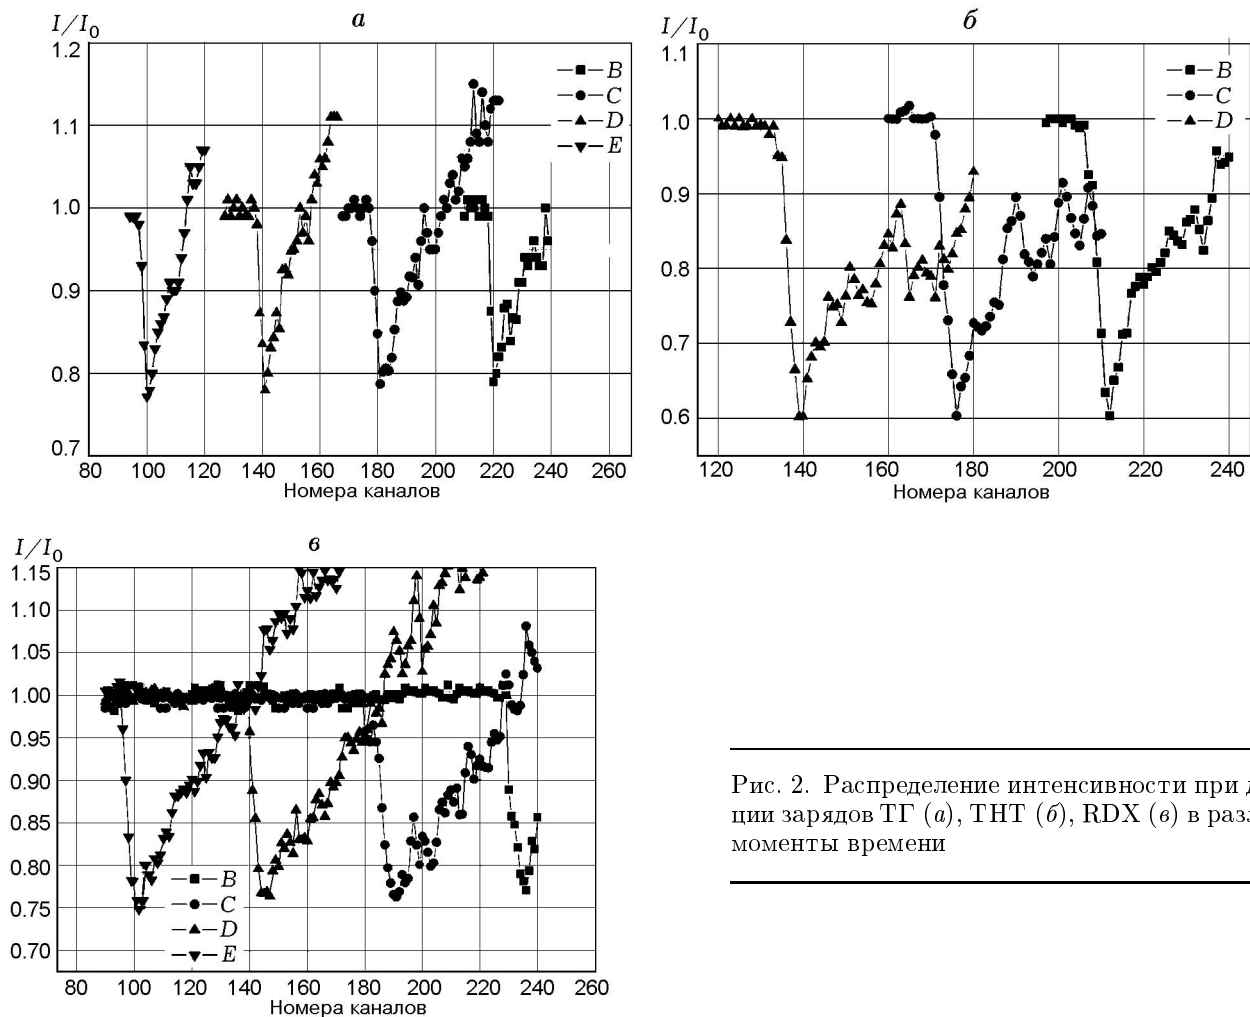 а
I/I0
1.2
1.1
1.0
0.9
0.8
0.7
B
C
D
E
80 100 120 140 160 180 200 220 240 260
Номера каналов
б
I/I0
1.1
1.0
0.9
0.8
0.7
0.6
B
C
D
120 140 160 180 200 220 240
Номера каналов
в
I/I0
1.15
1.10
1.05
1.00
0.95
0.90
0.85
0.80
0.75
0.70
B
C
D
E
80 100 120 140 160 180 200 220 240 260
Номера каналов
Рис. 2. Распределение интенсивности при
ции зарядов ТГ (а), ТНТ (б), RDX (в) в
моменты времени